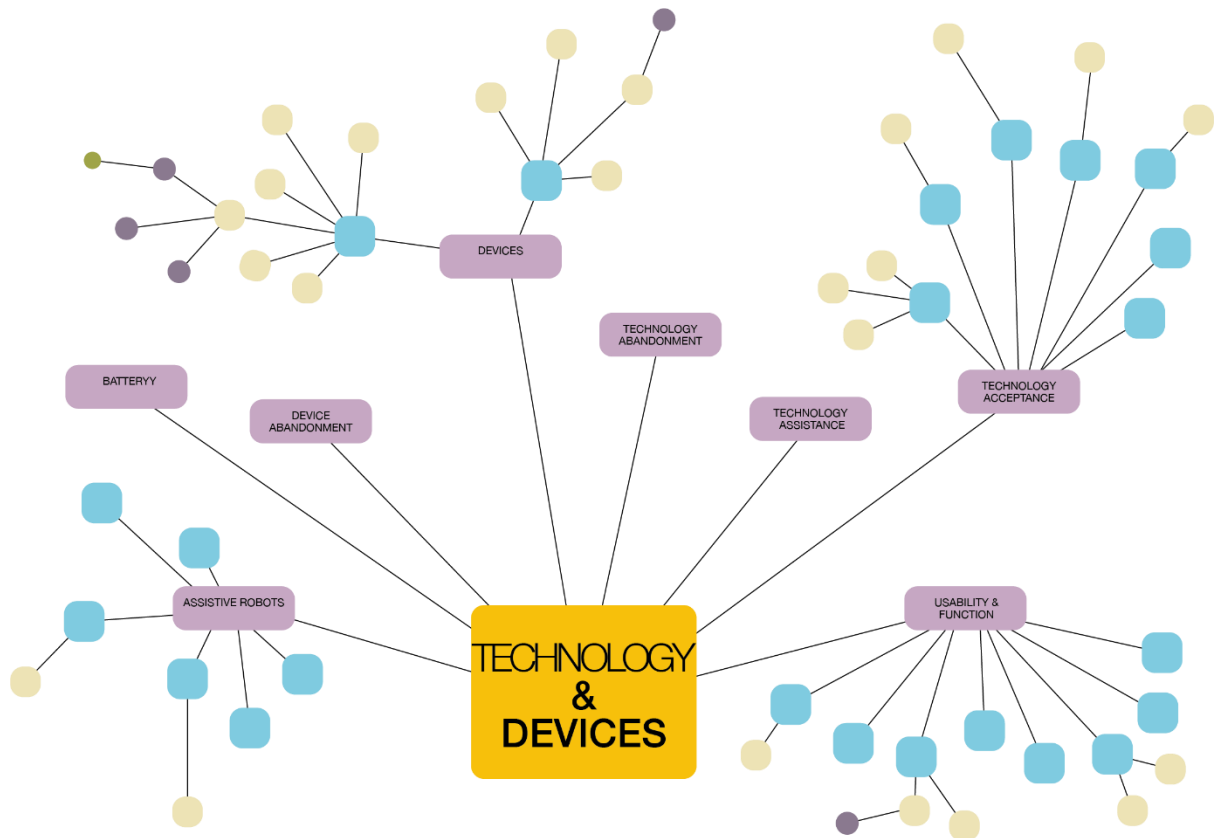 DEVICES
TECHNOLOGY
ABANDONMENT
BATTERYY
DEVICE
ABANDONMENT
TECHNOLOGY
ASSISTANCE
TECHNOLOGY
ACCEPTANCE
ASSISTIVE ROBOTS
USABILITY &
FUNCTION
TECHNOLOGY
&
DEVICES